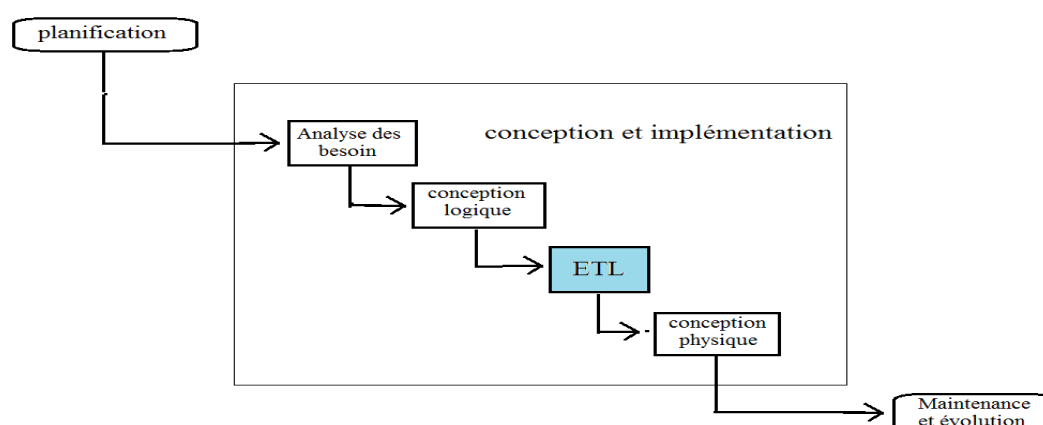 planification
Analyse des
besoin
conception et implémentation
conception
logique
ETL
conception
physique
Maintenance
et évolution